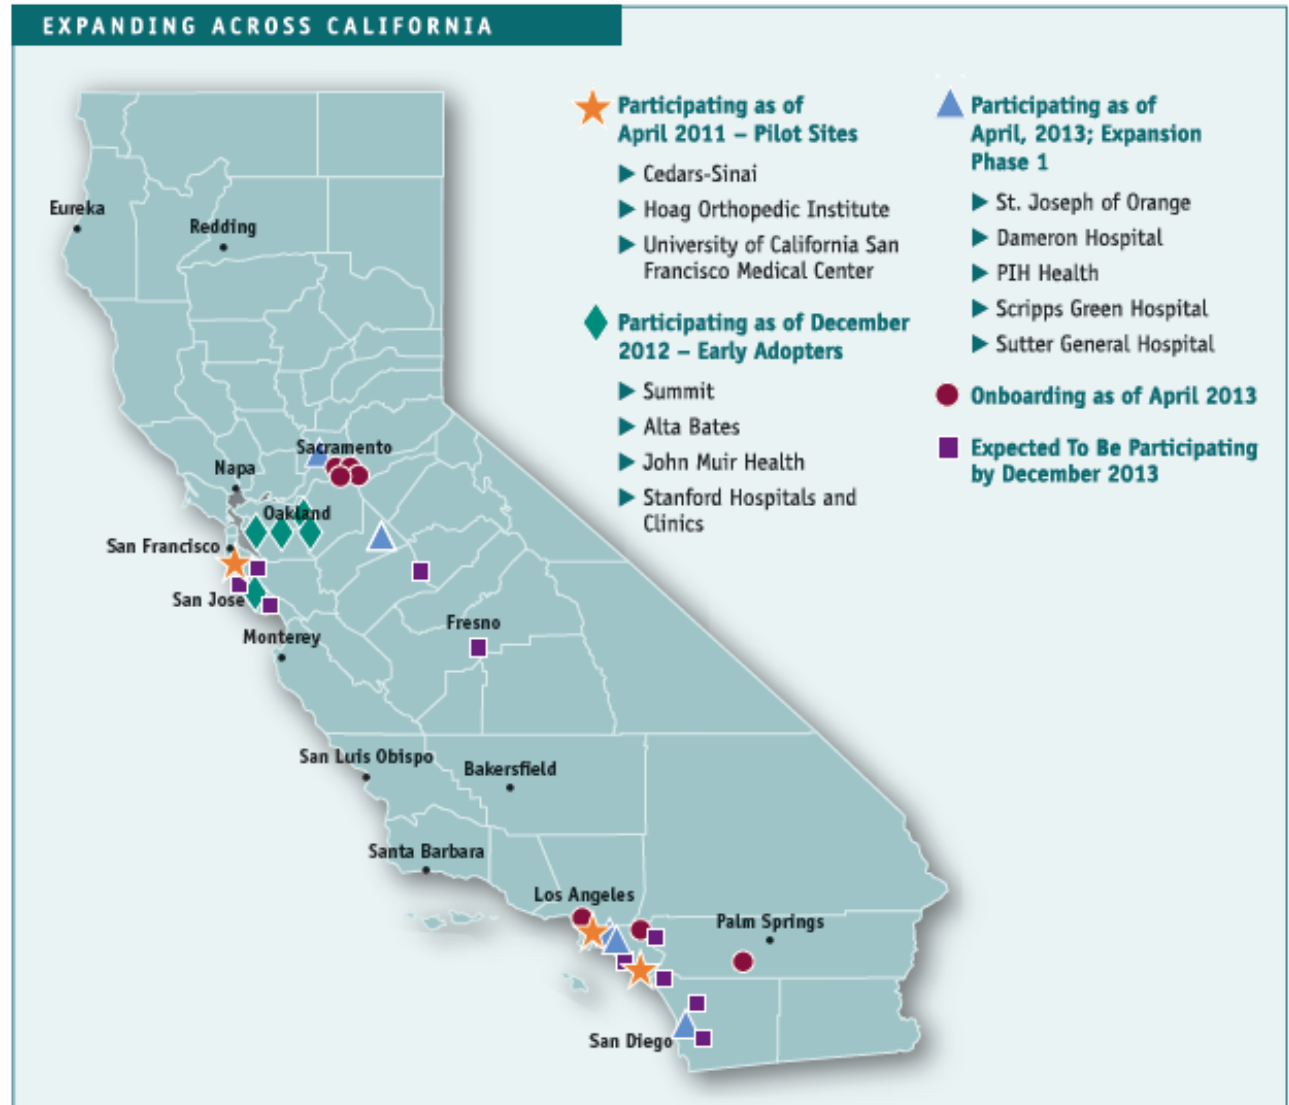 EXPANDING ACROSS CALIFORNIA
Participating as of
April 2011 – Pilot Sites
Cedars-Sinai
Hoag Orthopedic Institute
University of California San
Francisco Medical Center
Participating as of December
2012 – Early Adopters
Summit
Alta Bates
John Muir Health
Stanford Hospitals and
Clinics
Participating as of
April, 2013; Expansion
Phase 1
St. Joseph of Orange
Dameron Hospital
PIH Health
Scripps Green Hospital
Sutter General Hospital
Onboarding as of April 2013
Expected To Be Participating
by December 2013
Eureka
Redding
Sacramento
Napa
Oakland
San Francisco
San Jose
Fresno
Monterey
San Luis Obispo
Bakersfield
Santa Barbara
Los Angeles
Palm Springs
San Diego